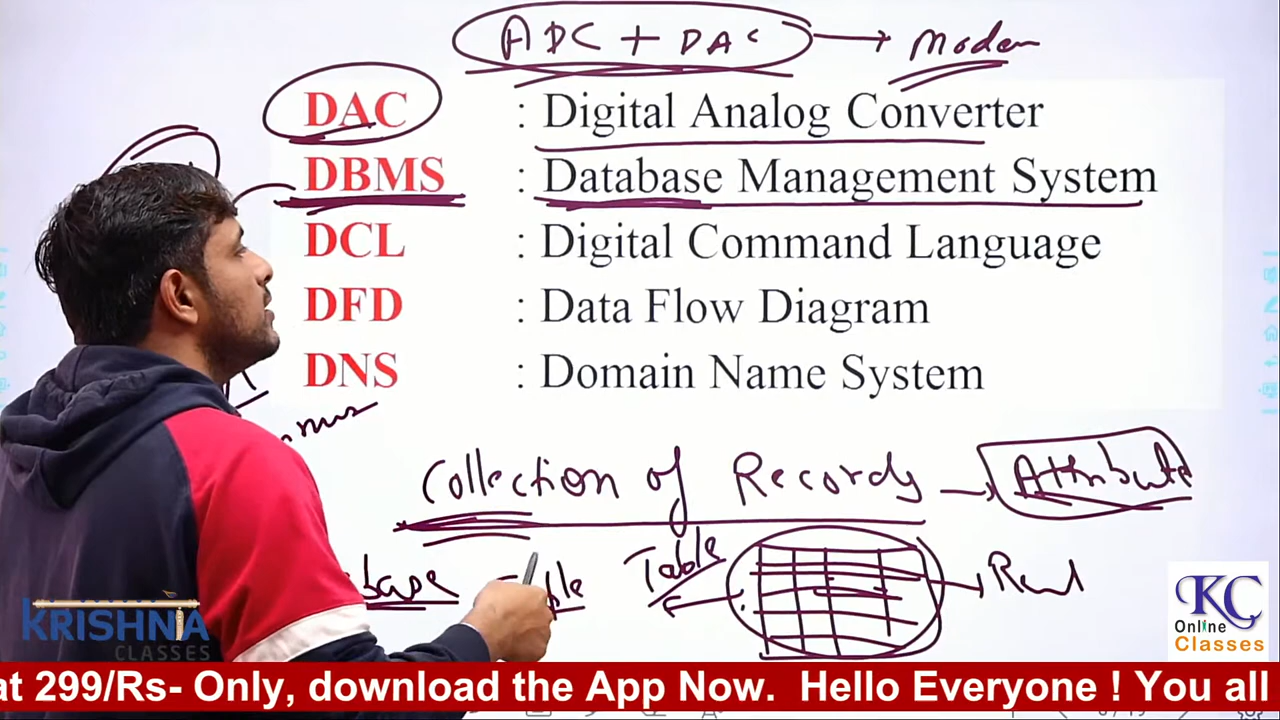 ADC + DAC → Modem
DAC : Digital Analog Converter
DBMS : Database Management System
DCL : Digital Command Language
DFD : Data Flow Diagram
DNS : Domain Name System
Collection of Records → Attribute
base Table
KRISHNA
CLASSES
KC
Online
Classes
at 299/Rs- Only, download the App Now. Hello Everyone ! You all